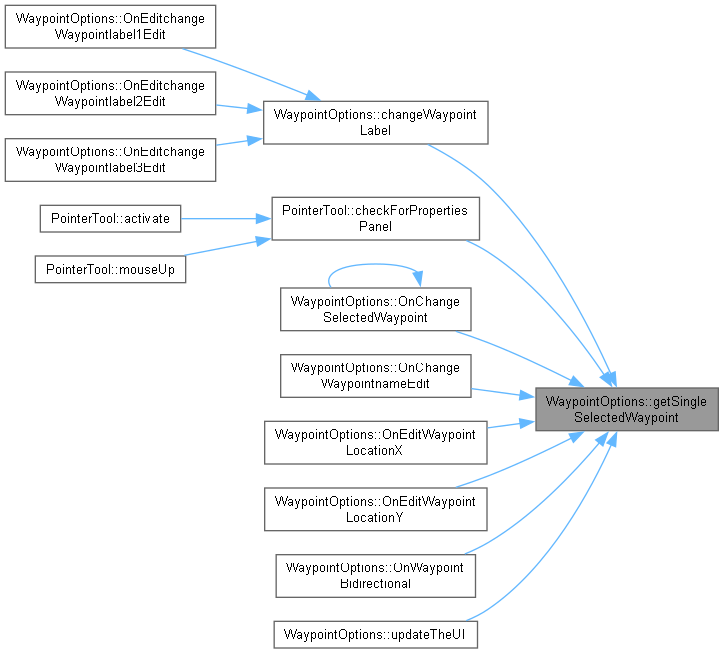 WaypointOptions::OnEditchange
Waypointlabel1Edit
WaypointOptions::OnEditchange
Waypointlabel2Edit
WaypointOptions::changeWaypoint
Label
WaypointOptions::OnEditchange
Waypointlabel3Edit
PointerTool::activate
PointerTool::checkForProperties
Panel
PointerTool::mouseUp
WaypointOptions::OnChange
SelectedWaypoint
WaypointOptions::OnChange
WaypointnameEdit
WaypointOptions::getSingle
SelectedWaypoint
WaypointOptions::OnEditWaypoint
LocationX
WaypointOptions::OnEditWaypoint
LocationY
WaypointOptions::OnWaypoint
Bidirectional
WaypointOptions::updateTheUI